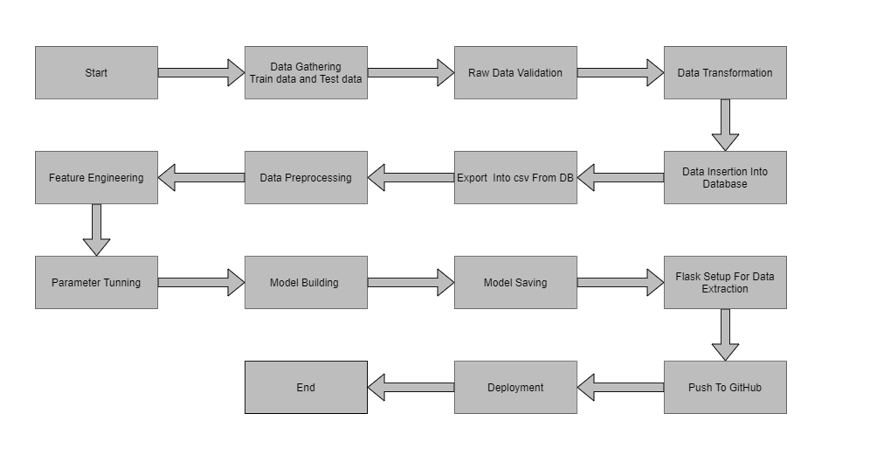 Start
Data Gathering
Train data and Test data
Raw Data Validation
Data Transformation
Data Insertion Into
Database
Export Into csv From DB
Data Preprocessing
Feature Engineering
Parameter Tunning
Model Building
Model Saving
Flask Setup For Data
Extraction
Push To GitHub
Deployment
End